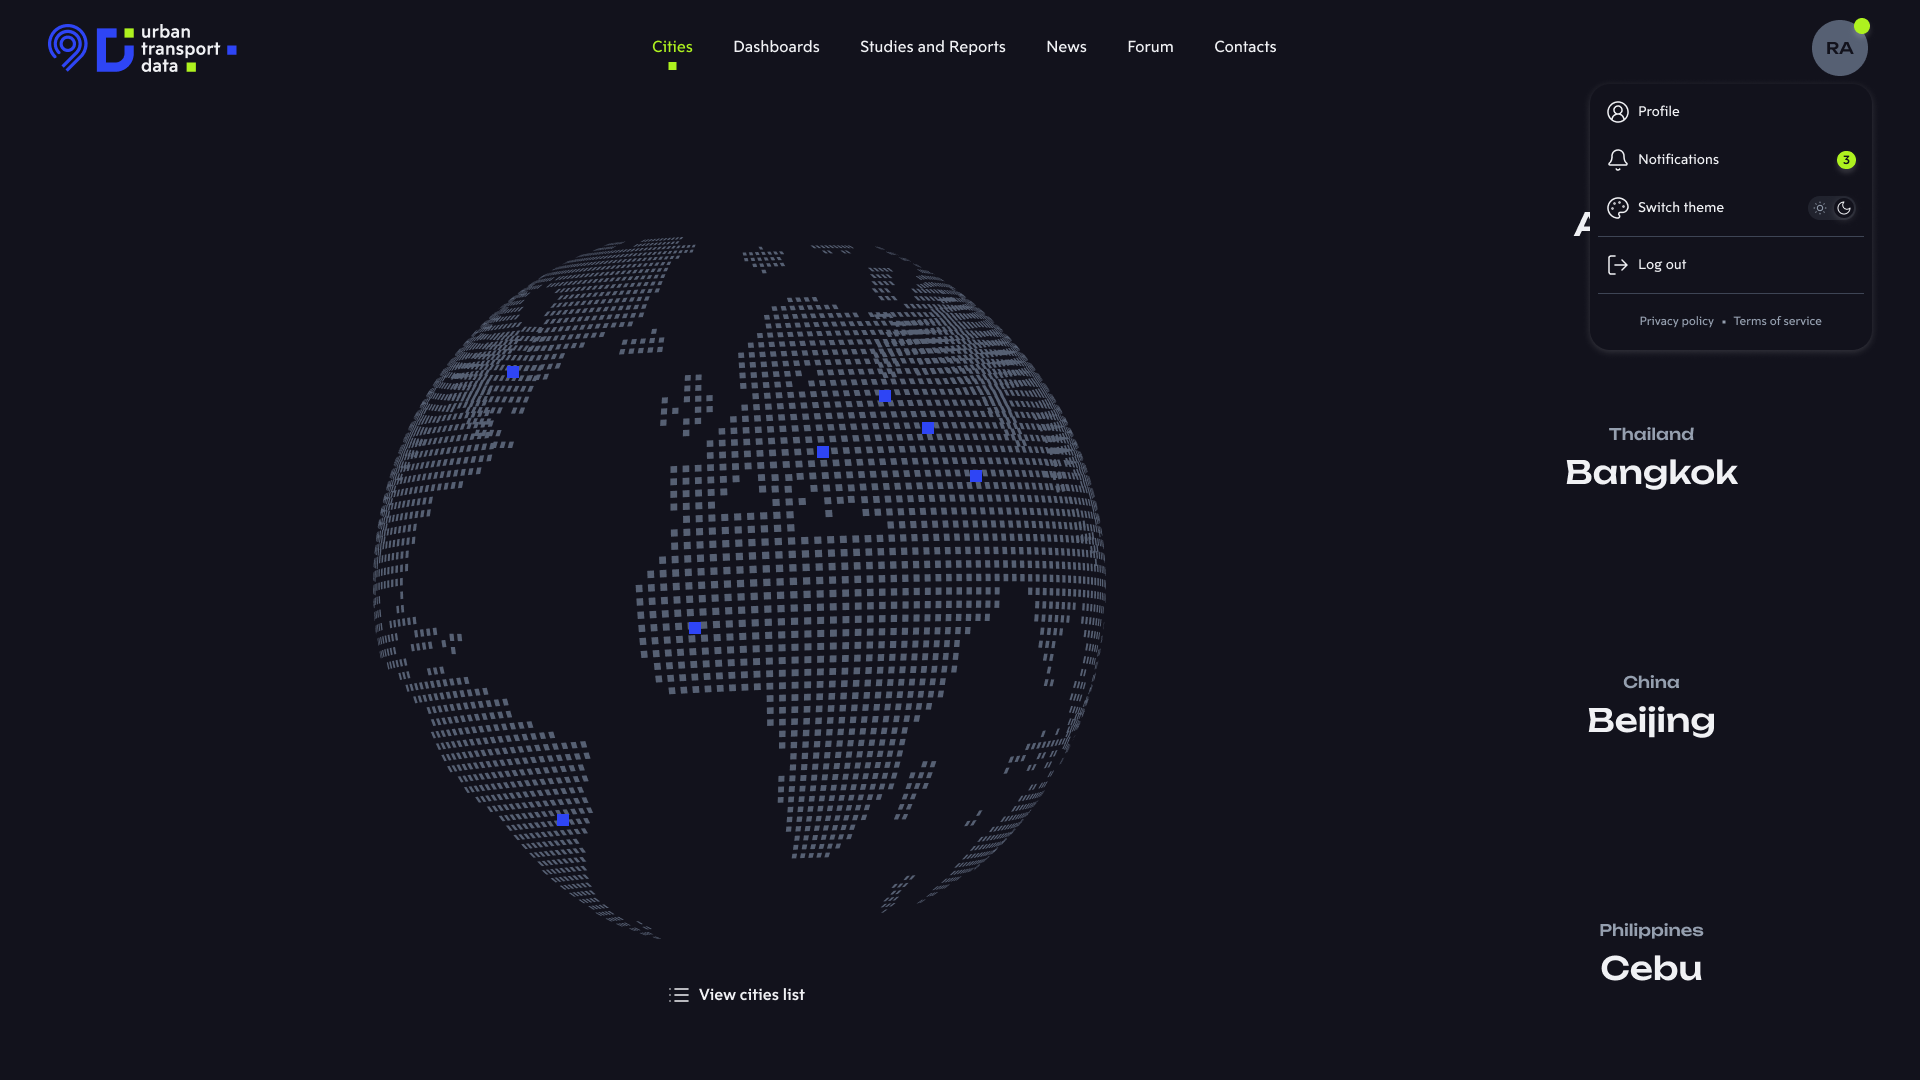 urban
transport
data
Cities
Dashboards
Studies and Reports
News
Forum
Contacts
RA
Profile
Notifications
3
Switch theme
Log out
Privacy policy • Terms of service
Thailand
Bangkok
China
Beijing
Philippines
Cebu
View cities list